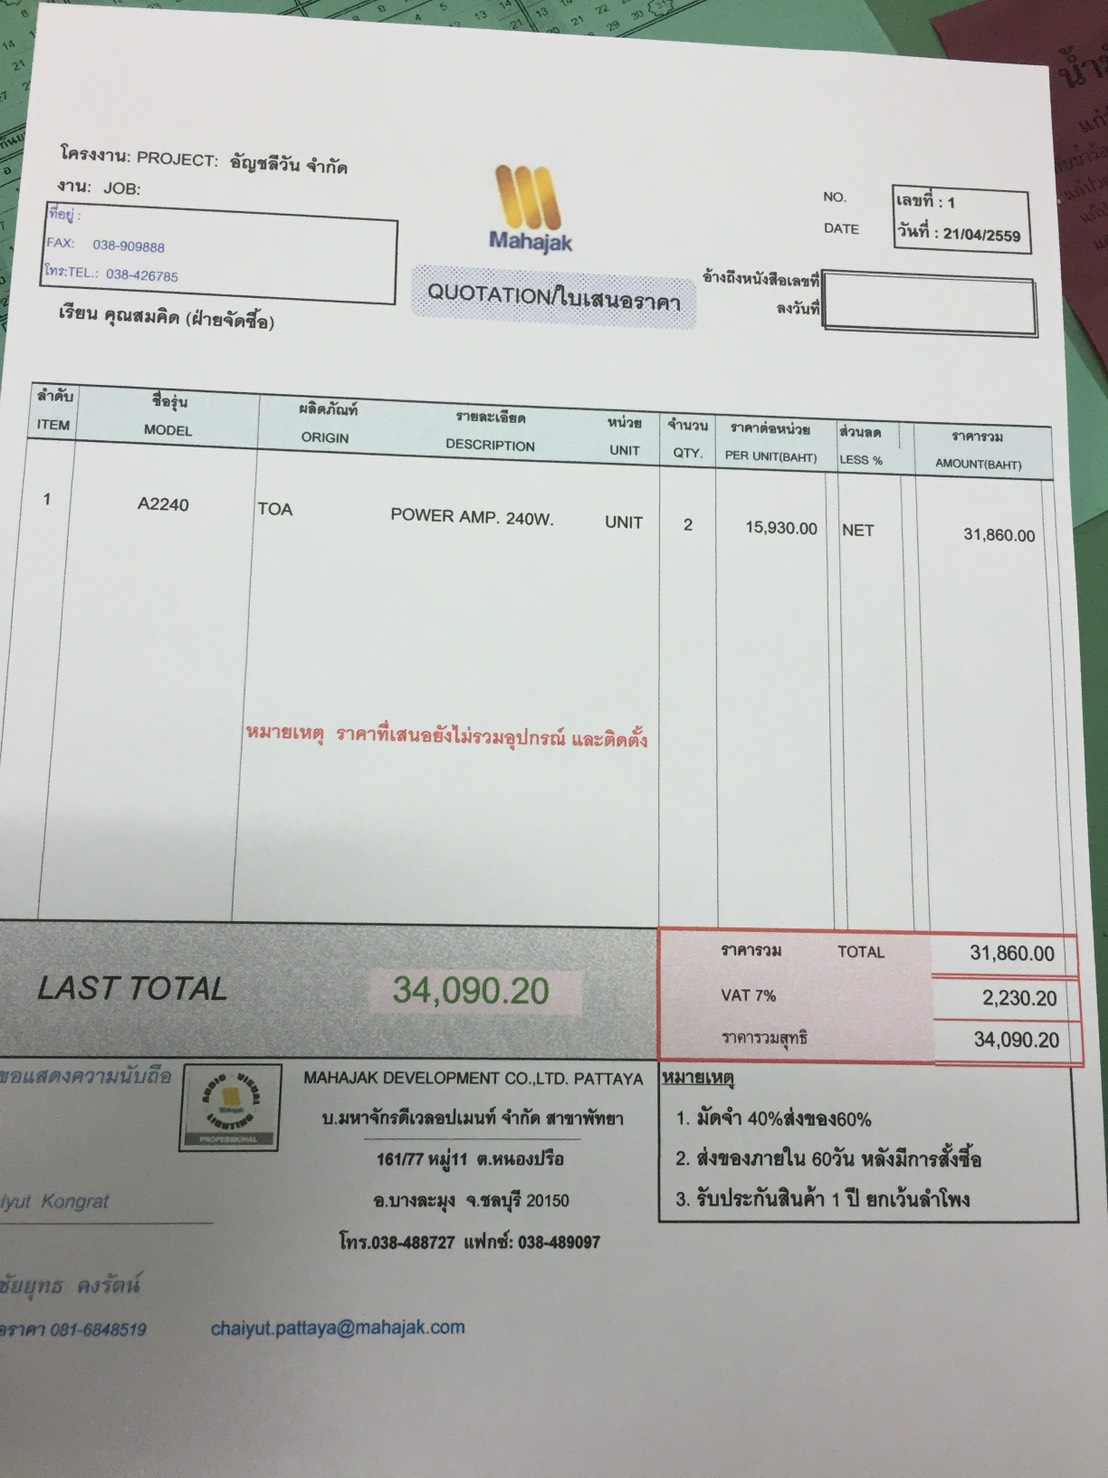 โครงงาน: PROJECT: อัญชลีวัน จำกัด
งาน: JOB:
ที่อยู่ :
FAX: 038-909888
โทร:TEL.: 038-426785
เรียน คุณสมคิด (ฝ่ายจัดซื้อ)
Mahajak
QUOTATION/ใบเสนอราคา
NO. เลขที่ : 1
DATE วันที่ : 21/04/2559
อ้างถึงหนังสือเลขที่
ลงวันที่
ลำดับ ชื่อรุ่น ผลิตภัณฑ์ รายละเอียด หน่วย จำนวน ราคาต่อหน่วย ส่วนลด ราคารวม
ITEM MODEL ORIGIN DESCRIPTION UNIT QTY. PER UNIT(BAHT) LESS % AMOUNT(BAHT)
1 A2240 TOA POWER AMP. 240W. UNIT 2 15,930.00 NET 31,860.00
หมายเหตุ ราคาที่เสนอยังไม่รวมอุปกรณ์ และติดตั้ง
LAST TOTAL 34,090.20
ราคารวม TOTAL 31,860.00
VAT 7% 2,230.20
ราคารวมสุทธิ 34,090.20
ขอแสดงความนับถือ
AUDIO VISUAL
Mahajak
LIGHTING
PROFESSIONAL
MAHAJAK DEVELOPMENT CO.,LTD. PATTAYA
บ.มหาจักรดีเวลอปเมนท์ จำกัด สาขาพัทยา
161/77 หมู่11 ต.หนองปรือ
อ.บางละมุง จ.ชลบุรี 20150
โทร.038-488727 แฟกซ์: 038-489097
หมายเหตุ
1. มัดจำ 40%ส่งของ60%
2. ส่งของภายใน 60วัน หลังมีการสั่งซื้อ
3. รับประกันสินค้า 1 ปี ยกเว้นลำโพง
iyut Kongrat
ชัยยุทธ คงรัตน์
อราคา 081-6848519
chaiyut.pattaya@mahajak.com